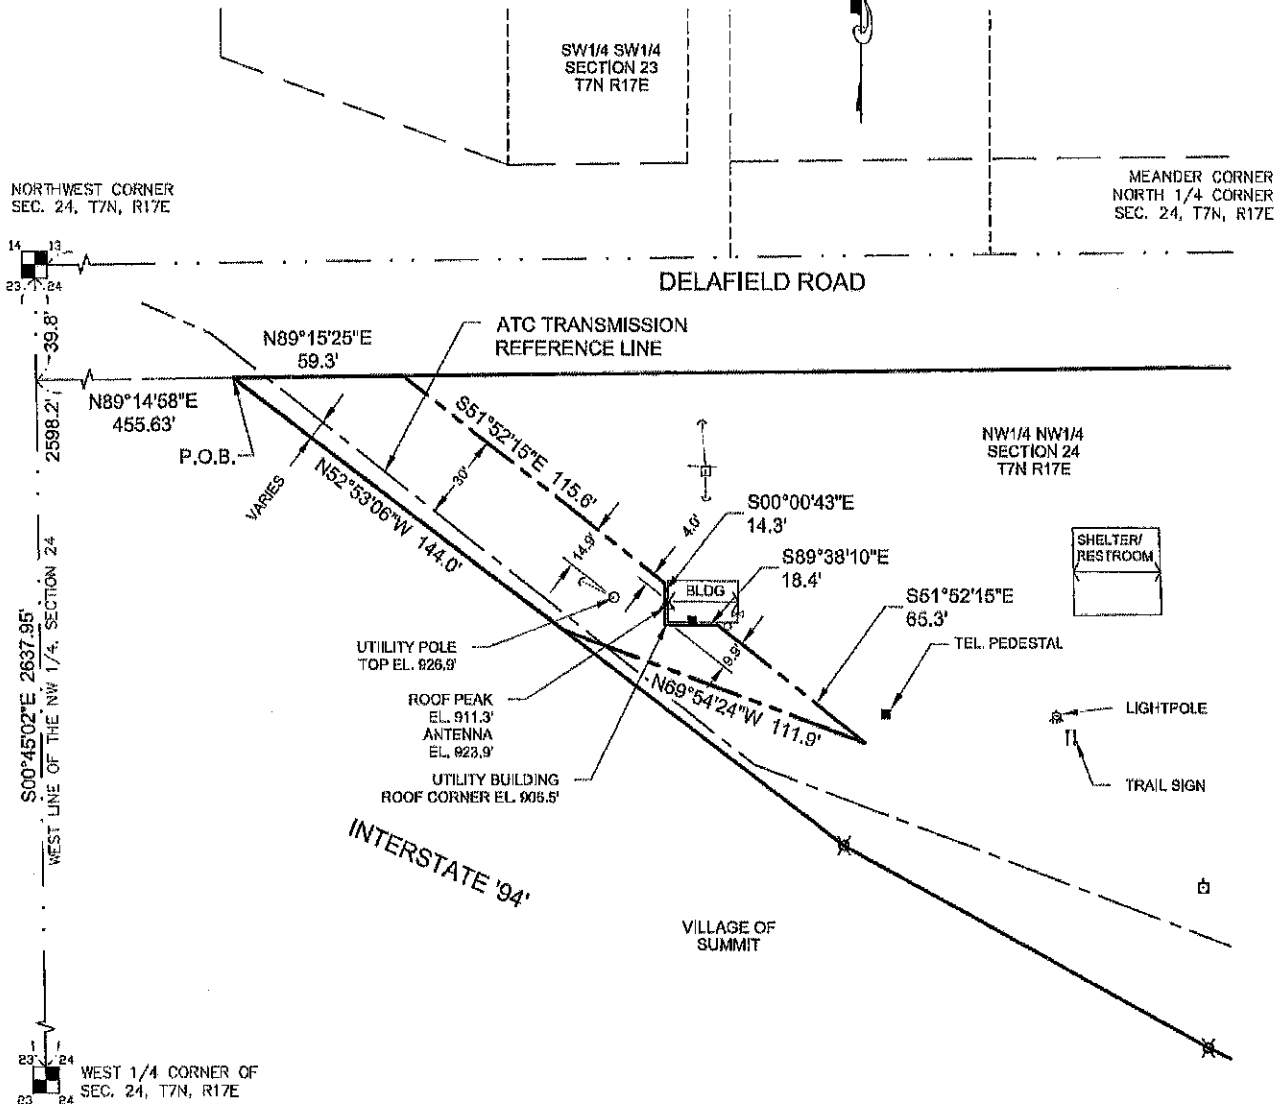 SW1/4 SW1/4
SECTION 23
T7N R17E
NORTHWEST CORNER
SEC. 24, T7N, R17E
MEANDER CORNER
NORTH 1/4 CORNER
SEC. 24, T7N, R17E
14 13
23 24
DELAFIELD ROAD
39.8'
N89°15'25"E
59.3'
ATC TRANSMISSION
REFERENCE LINE
N89°14'58"E
455.63'
2598.2'
P.O.B.
VARIES
S51°52'15"E 115.6'
30'
N52°53'06"W 144.0'
NW1/4 NW1/4
SECTION 24
T7N R17E
4.0'
S00°00'43"E
14.3'
14.9'
S89°38'10"E
18.4'
SHELTER/
RESTROOM
BLDG
S51°52'15"E
65.3'
UTILITY POLE
TOP EL. 926.9'
9.9'
TEL. PEDESTAL
N69°54'24"W 111.9'
ROOF PEAK
EL. 911.3'
ANTENNA
EL. 923.9'
LIGHTPOLE
UTILITY BUILDING
ROOF CORNER EL. 906.5'
TRAIL SIGN
S00°45'02"E 2637.95'
WEST LINE OF THE NW 1/4, SECTION 24
INTERSTATE '94'
VILLAGE OF
SUMMIT
23 24
WEST 1/4 CORNER OF
SEC. 24, T7N, R17E
23 24